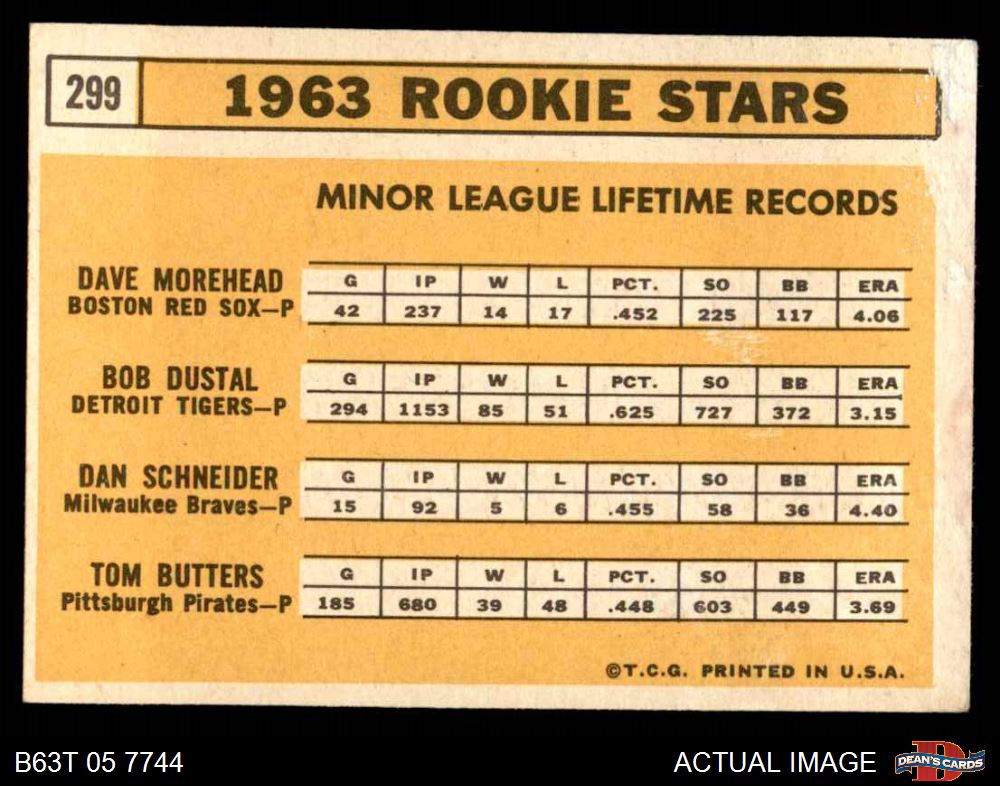 299 1963 ROOKIE STARS
MINOR LEAGUE LIFETIME RECORDS
DAVE MOREHEAD G IP W L PCT. SO BB ERA
BOSTON RED SOX—P 42 237 14 17 .452 225 117 4.06
BOB DUSTAL G IP W L PCT. SO BB ERA
DETROIT TIGERS—P 294 1153 85 51 .625 727 372 3.15
DAN SCHNEIDER G IP W L PCT. SO BB ERA
Milwaukee Braves—P 15 92 5 6 .455 58 36 4.40
TOM BUTTERS G IP W L PCT. SO BB ERA
Pittsburgh Pirates—P 185 680 39 48 .448 603 449 3.69
©T.C.G. PRINTED IN U.S.A.
B63T 05 7744 ACTUAL IMAGE D DEAN'S CARDS